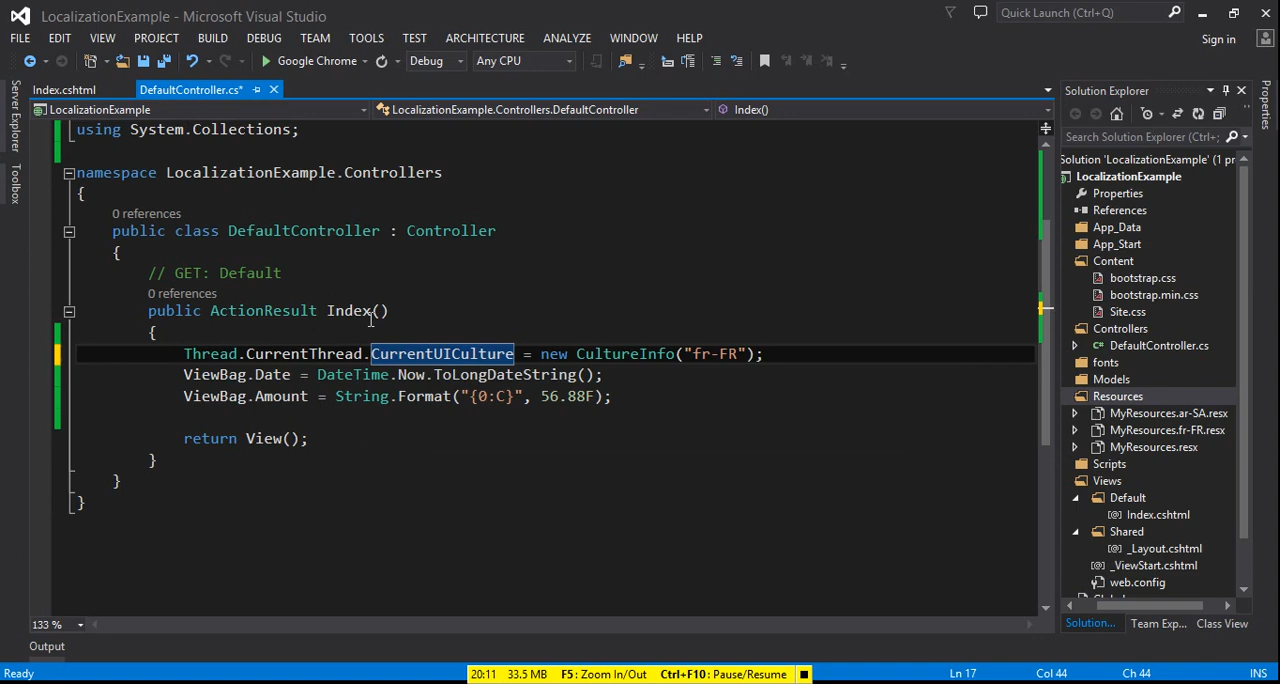 LocalizationExample - Microsoft Visual Studio
Quick Launch (Ctrl+Q)
FILE EDIT VIEW PROJECT BUILD DEBUG TEAM TOOLS TEST ARCHITECTURE ANALYZE WINDOW HELP
Sign in
Google Chrome Debug Any CPU
Server Explorer
Toolbox
Index.cshtml DefaultController.cs*
LocalizationExample LocalizationExample.Controllers.DefaultController Index()
using System.Collections;
namespace LocalizationExample.Controllers
{
0 references
public class DefaultController : Controller
{
// GET: Default
0 references
public ActionResult Index()
{
Thread.CurrentThread.CurrentUICulture = new CultureInfo("fr-FR");
ViewBag.Date = DateTime.Now.ToLongDateString();
ViewBag.Amount = String.Format("{0:C}", 56.88F);
return View();
}
}
}
133 %
Output
Solution Explorer
Search Solution Explorer (Ctrl+;
Solution 'LocalizationExample' (1 pr
LocalizationExample
Properties
References
App_Data
App_Start
Content
bootstrap.css
bootstrap.min.css
Site.css
Controllers
DefaultController.cs
fonts
Models
Resources
MyResources.ar-SA.resx
MyResources.fr-FR.resx
MyResources.resx
Scripts
Views
Default
Index.cshtml
Shared
_Layout.cshtml
_ViewStart.cshtml
web.config
Solution... Team Exp... Class View
Properties
Ready
20:11 33.5 MB F5: Zoom In/Out Ctrl+F10: Pause/Resume
Ln 17 Col 44 Ch 44 INS